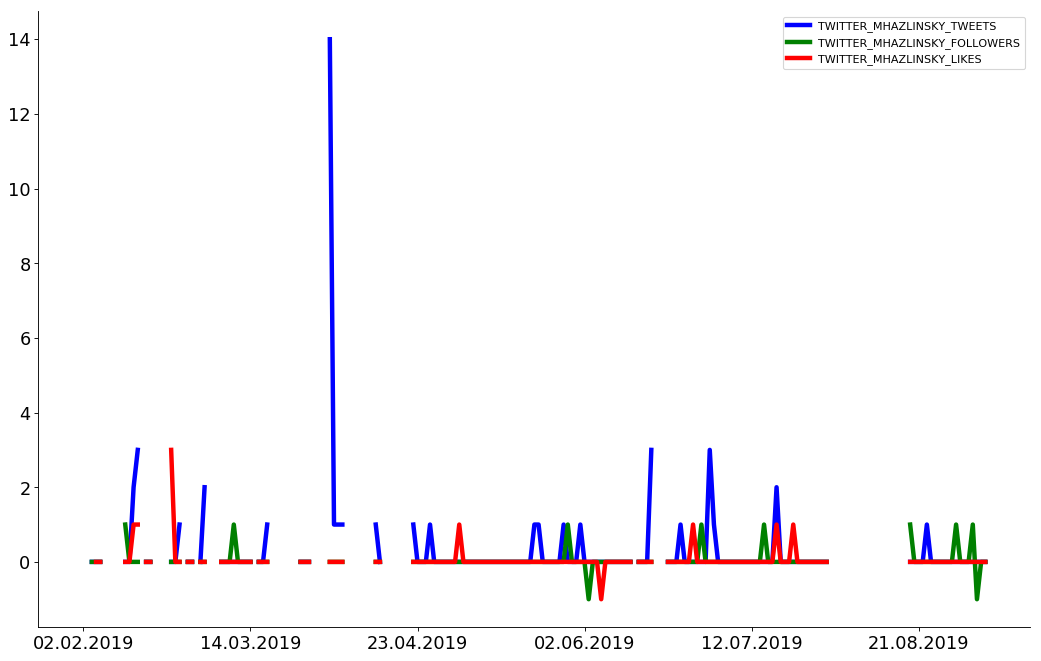 TWITTER_MHAZLINSKY_TWEETS
TWITTER_MHAZLINSKY_FOLLOWERS
TWITTER_MHAZLINSKY_LIKES
14
12
10
8
6
4
2
0
02.02.2019 14.03.2019 23.04.2019 02.06.2019 12.07.2019 21.08.2019